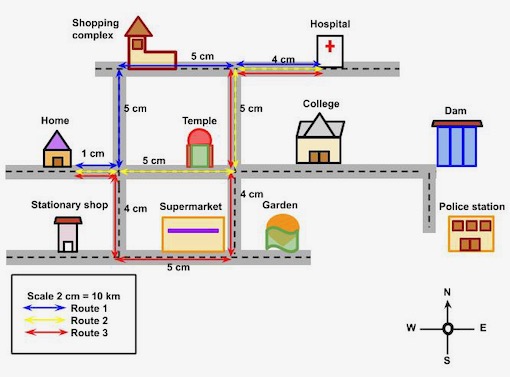 Shopping
complex
Hospital
5 cm
4 cm
5 cm
5 cm
College
Dam
Home
Temple
1 cm
5 cm
Stationary shop
4 cm
Supermarket
4 cm
Garden
Police station
5 cm
Scale 2 cm = 10 km
Route 1
Route 2
Route 3
N
W
E
S